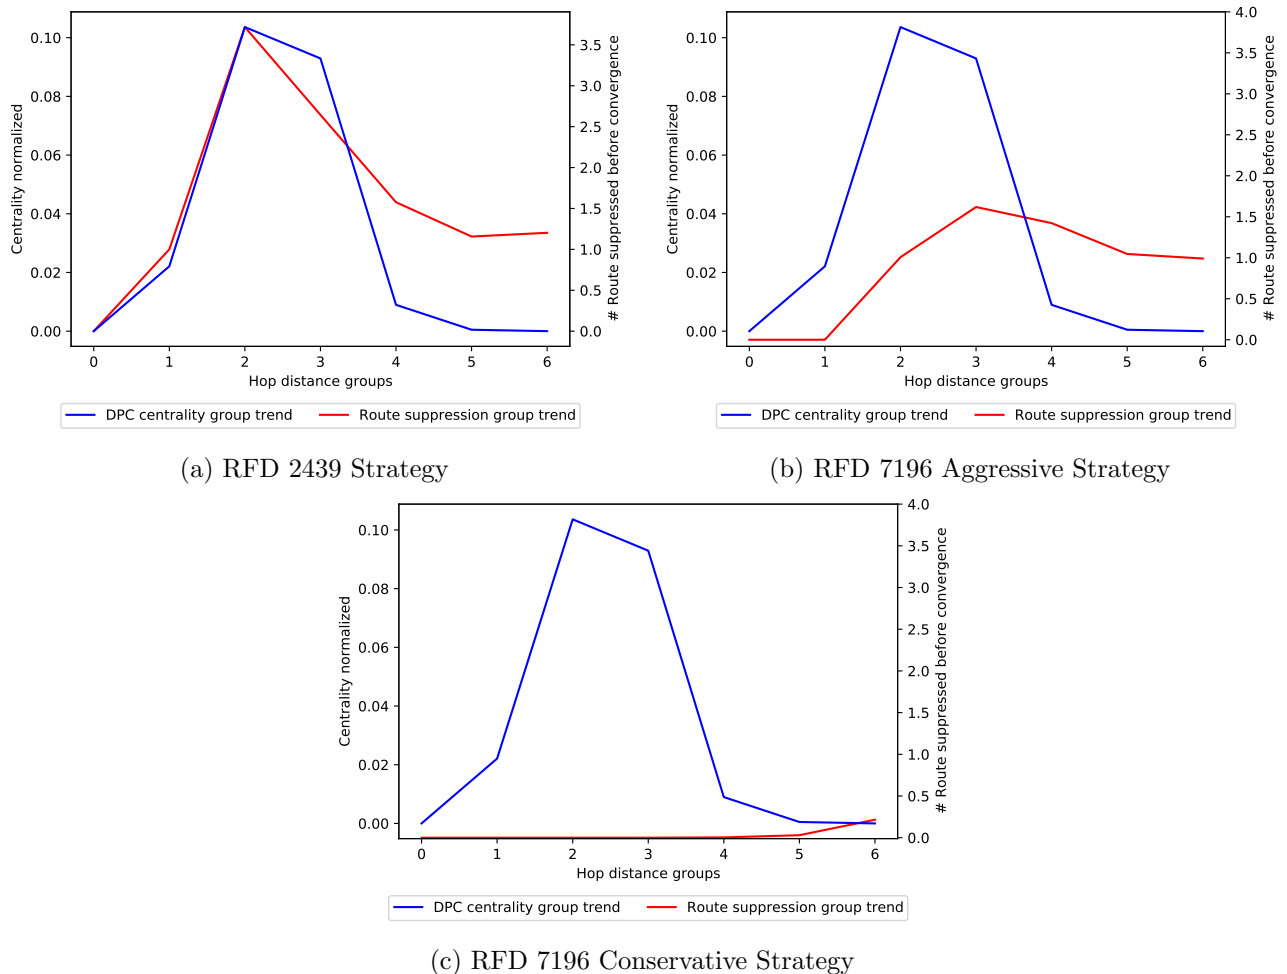 0.10
0.08
0.06
0.04
0.02
0.00
Centrality normalized
3.5
3.0
2.5
2.0
1.5
1.0
0.5
0.0
# Route suppressed before convergence
0 1 2 3 4 5 6
Hop distance groups
DPC centrality group trend Route suppression group trend
(a) RFD 2439 Strategy
0.10
0.08
0.06
0.04
0.02
0.00
Centrality normalized
4.0
3.5
3.0
2.5
2.0
1.5
1.0
0.5
0.0
# Route suppressed before convergence
0 1 2 3 4 5 6
Hop distance groups
DPC centrality group trend Route suppression group trend
(b) RFD 7196 Aggressive Strategy
0.10
0.08
0.06
0.04
0.02
0.00
Centrality normalized
4.0
3.5
3.0
2.5
2.0
1.5
1.0
0.5
0.0
# Route suppressed before convergence
0 1 2 3 4 5 6
Hop distance groups
DPC centrality group trend Route suppression group trend
(c) RFD 7196 Conservative Strategy